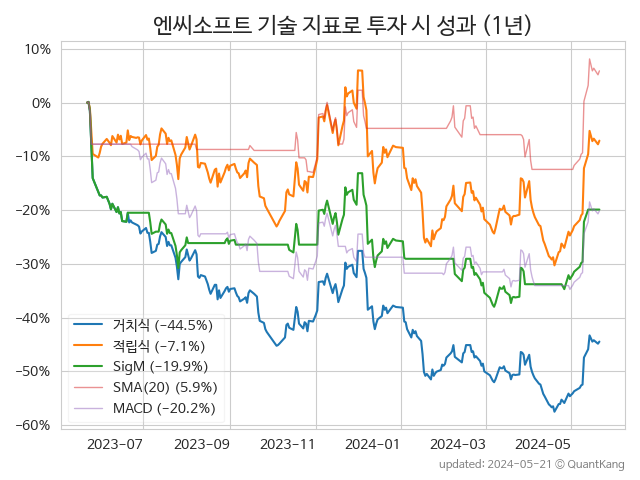 엔씨소프트 기술 지표로 투자 시 성과 (1년)
10%
0%
−10%
−20%
−30%
−40%
−50%
−60%
거치식 (−44.5%)
적립식 (−7.1%)
SigM (−19.9%)
SMA(20) (5.9%)
MACD (−20.2%)
2023−07 2023−09 2023−11 2024−01 2024−03 2024−05
updated: 2024−05−21 © QuantKang